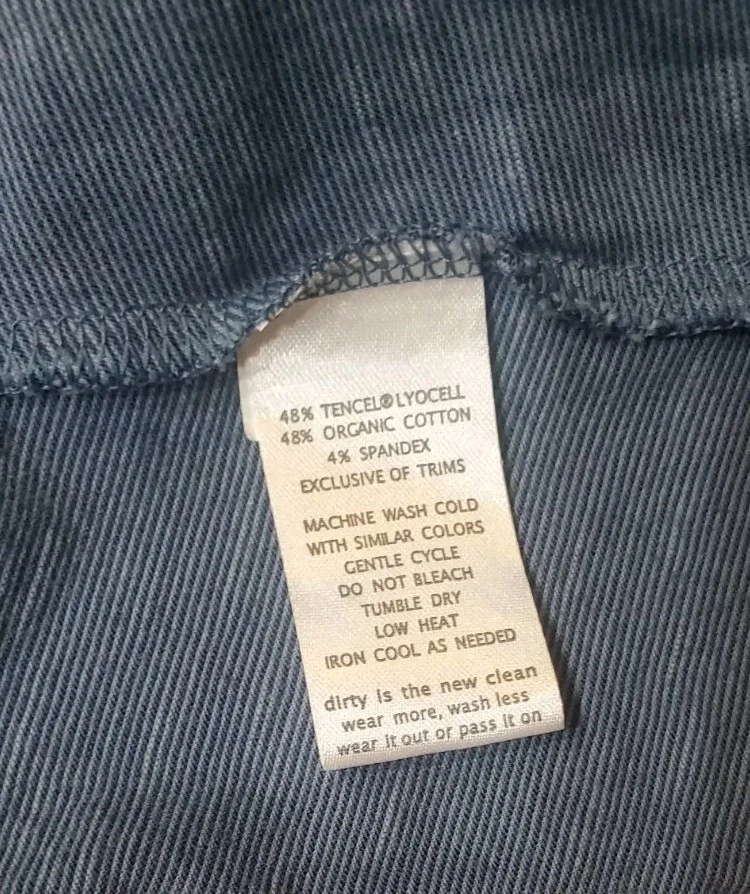 48% TENCEL® LYOCELL
48% ORGANIC COTTON
4% SPANDEX
EXCLUSIVE OF TRIMS
MACHINE WASH COLD
WITH SIMILAR COLORS
GENTLE CYCLE
DO NOT BLEACH
TUMBLE DRY
LOW HEAT
IRON COOL AS NEEDED
dirty is the new clean
wear more, wash less
wear it out or pass it on